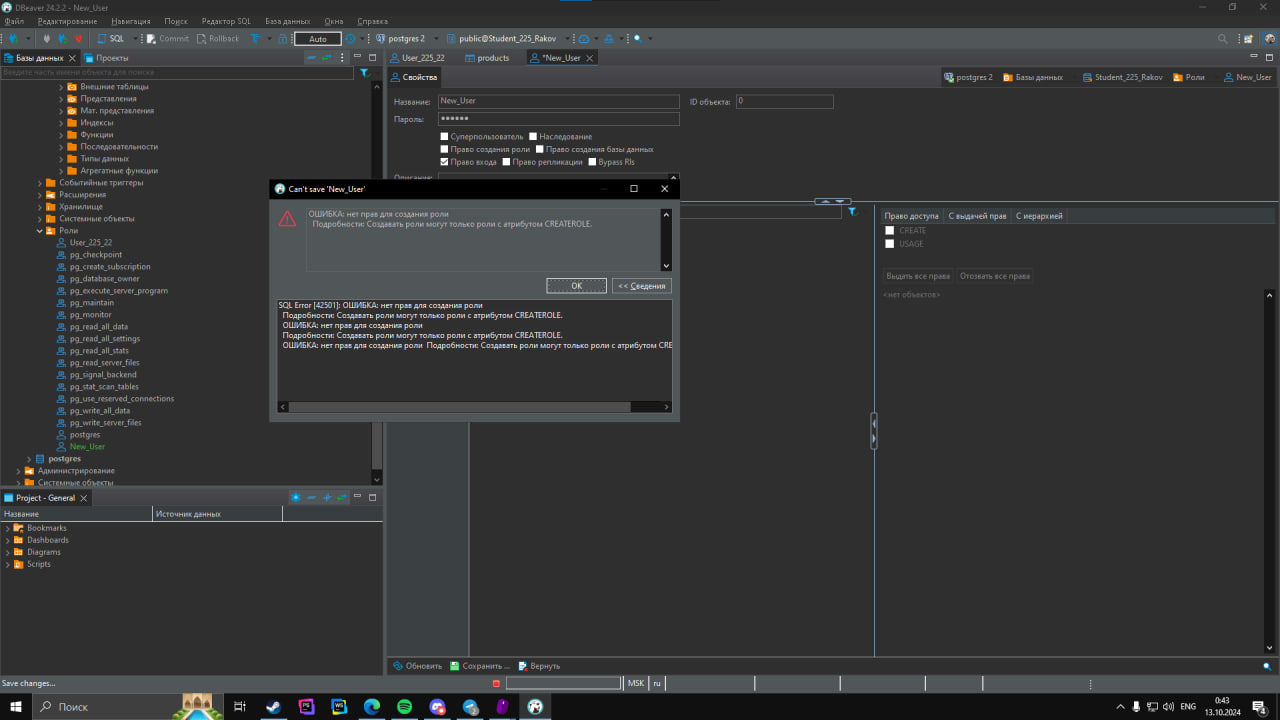 DBeaver 24.2.2 - New_User
Файл Редактирование Навигация Поиск Редактор SQL База данных Окна Справка
SQL Commit Rollback Auto postgres 2 public@Student_225_Rakov
Базы данных Проекты
Введите часть имени объекта для поиска
Внешние таблицы
Представления
Мат. представления
Индексы
Функции
Последовательности
Типы данных
Агрегатные функции
Событийные триггеры
Расширения
Хранилище
Системные объекты
Роли
User_225_22
pg_checkpoint
pg_create_subscription
pg_database_owner
pg_execute_server_program
pg_maintain
pg_monitor
pg_read_all_data
pg_read_all_settings
pg_read_all_stats
pg_read_server_files
pg_signal_backend
pg_stat_scan_tables
pg_use_reserved_connections
pg_write_all_data
pg_write_server_files
postgres
New_User
postgres
Администрирование
Системные объекты
Project - General
Название Источник данных
Bookmarks
Dashboards
Diagrams
Scripts
User_225_22 products *New_User
Свойства
postgres 2 Базы данных Student_225_Rakov Роли New_User
Название: New_User ID объекта: 0
Пароль: ••••••
Суперпользователь Наследование
Право создания роли Право создания базы данных
Право входа Право репликации Bypass Rls
Описание:
Can't save 'New_User'
ОШИБКА: нет прав для создания роли
Подробности: Создавать роли могут только роли с атрибутом CREATEROLE.
OK << Сведения
SQL Error [42501]: ОШИБКА: нет прав для создания роли
Подробности: Создавать роли могут только роли с атрибутом CREATEROLE.
ОШИБКА: нет прав для создания роли
Подробности: Создавать роли могут только роли с атрибутом CREATEROLE.
ОШИБКА: нет прав для создания роли Подробности: Создавать роли могут только роли с атрибутом CRE
Право доступа С выдачей прав С иерархией
CREATE
USAGE
Выдать все права Отозвать все права
<нет объектов>
Обновить Сохранить ... Вернуть
Save changes...
MSK ru
Поиск
ENG
0:43
13.10.2024
4